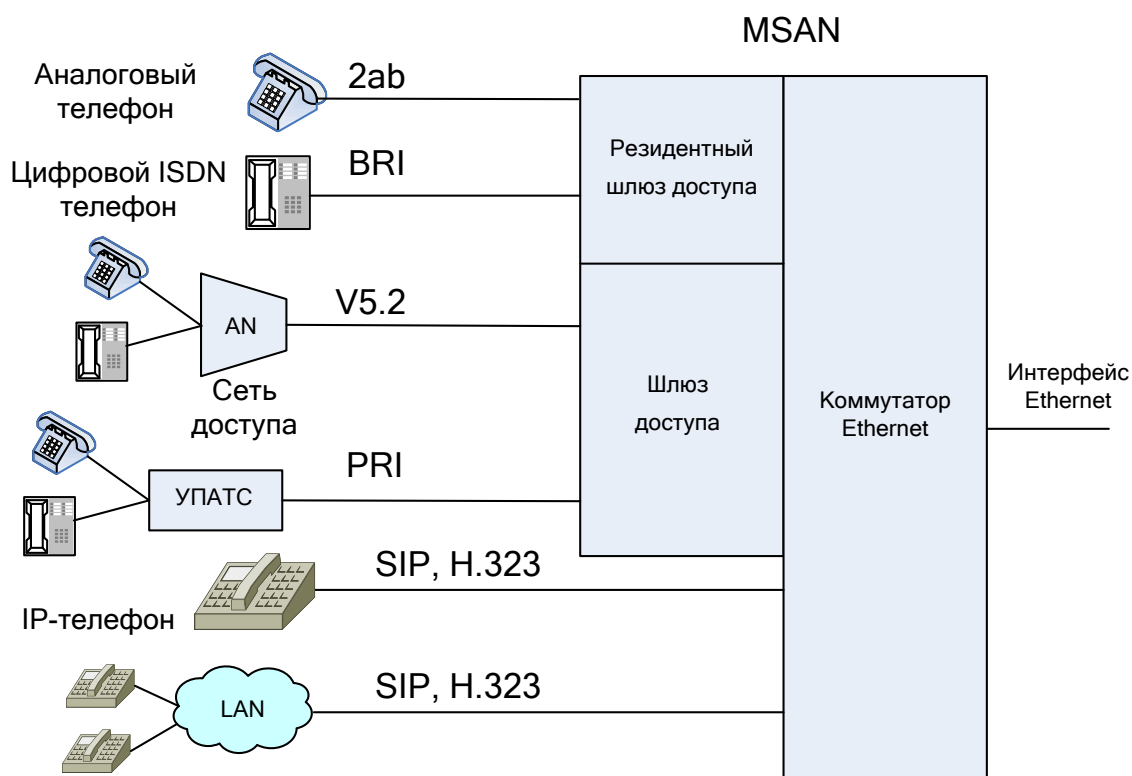 MSAN
Аналоговый
телефон
2ab
Цифровой ISDN
телефон
BRI
Резидентный
шлюз доступа
AN
V5.2
Сеть
доступа
Шлюз
доступа
Коммутатор
Ethernet
Интерфейс
Ethernet
УПАТС
PRI
SIP, H.323
IP-телефон
LAN
SIP, H.323